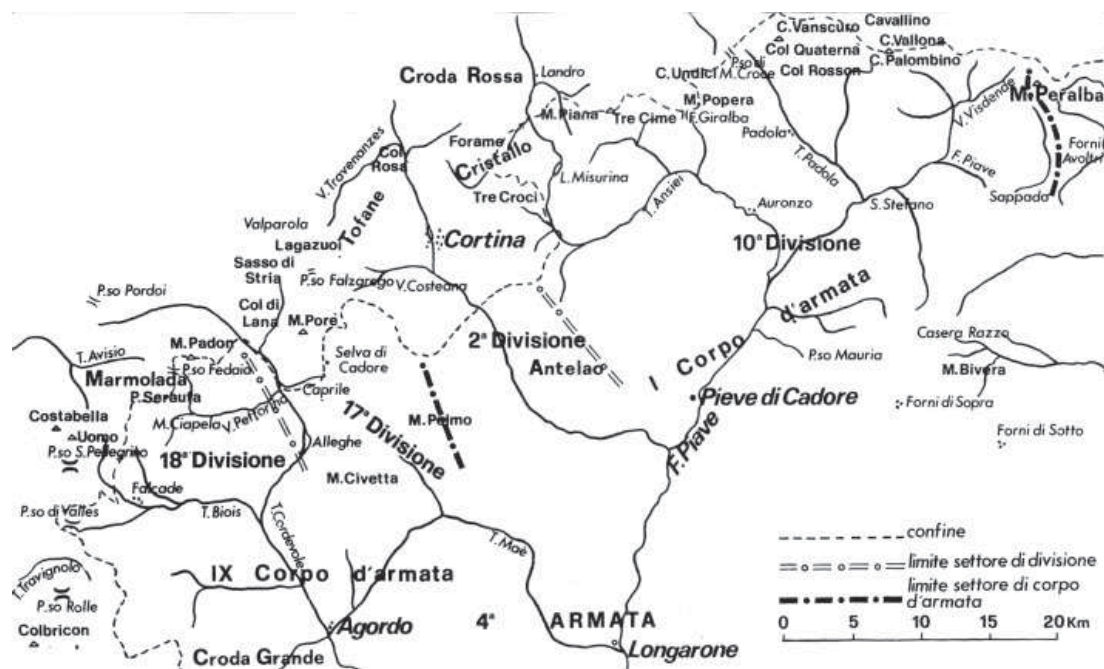 Cavallino
C.Vanscuro
C.Vallona
Col Quaterna
P.so di M.Croce
C.Palombino
Landro
C.Undici
Col Rosson
Croda Rossa
V.Visdende
M.Peralba
M.Popera
M.Piana
Tre Cime
F.Giralba
Padola
Forame
Forni Avoltri
V.Travenanzes
Col Rosa
Cristallo
T.Padola
F.Piave
L.Misurina
Tre Croci
T.Ansiei
Sappada
Auronzo
S.Stefano
Valparola
Tofane
Lagazuoi
Cortina
10ª Divisione
Sasso di Stria
P.so Falzarego
V.Costeana
P.so Pordoi
Col di Lana
M.Pore
d'armata
2ª Divisione
Casera Razzo
M.Padon
Selva di Cadore
T.Avisio
P.so Fedaia
Antelao
I Corpo
P.so Mauria
M.Bivera
Marmolada
P.Serauta
Caprile
Pieve di Cadore
Forni di Sopra
Costabella
M.Ciapela
V.Pettorina
17ª Divisione
M.Pelmo
Uomo
Alleghe
Forni di Sotto
P.so S.Pellegrino
18ª Divisione
F.Piave
M.Civetta
Falcade
P.so di Valles
T.Biois
T.Cordevole
confine
T.Maè
limite settore di divisione
IX Corpo d'armata
T.Travignolo
limite settore di corpo
d'armata
P.so Rolle
Colbricon
Agordo
4ª ARMATA
0 5 10 15 20 Km
Longarone
Croda Grande